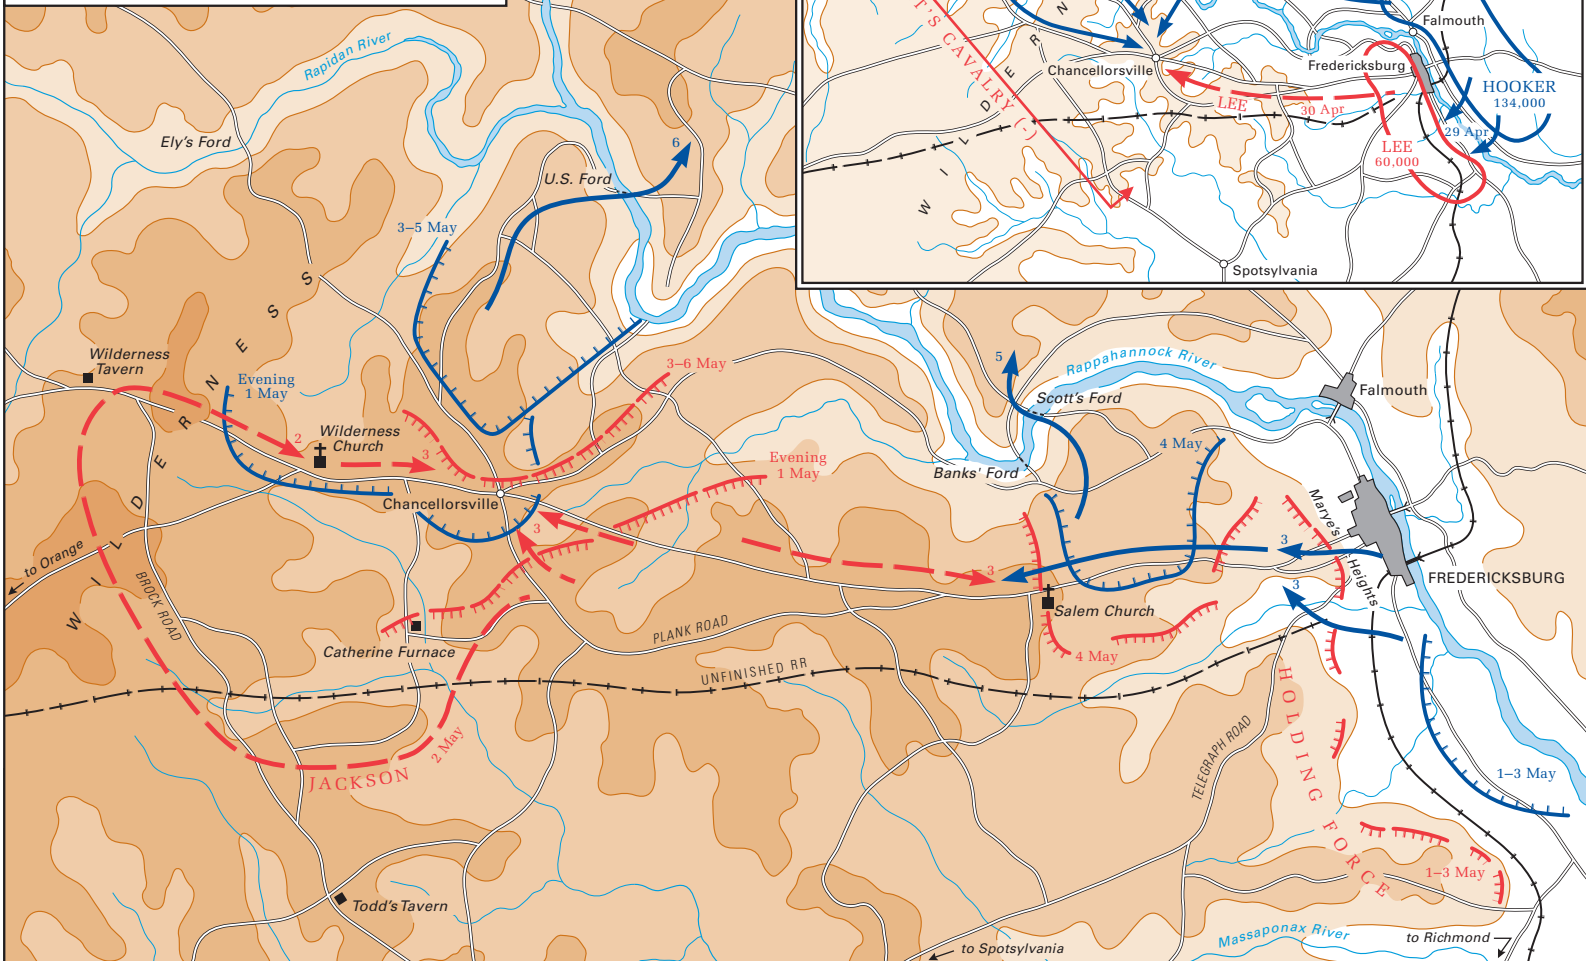 Rapidan River
Ely's Ford
U.S. Ford
6
3–5 May
T'S CAVALRY (-)
Chancellorsville
Falmouth
Fredericksburg
HOOKER
134,000
29 Apr
LEE
30 Apr
LEE
60,000
WILDERN
Spotsylvania
Wilderness
Tavern
Evening
1 May
WILDERNESS
2
Wilderness
Church
3
3–6 May
Chancellorsville
3
Evening
1 May
5
Rappahannock River
Scott's Ford
Falmouth
Banks' Ford
4 May
Marye's
Heights
3
3
3
FREDERICKSBURG
Salem Church
4 May
to Orange
BROCK ROAD
Catherine Furnace
PLANK ROAD
UNFINISHED RR
JACKSON
2 May
TELEGRAPH ROAD
HOLDING FORCE
1–3 May
1–3 May
Todd's Tavern
to Spotsylvania
Massaponax River
to Richmond